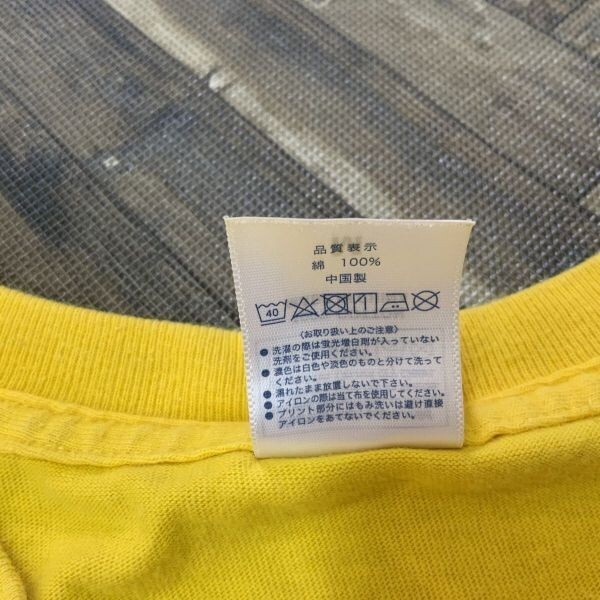 品質表示
綿 100%
中国製
40
〈お取り扱い上のご注意〉
● 洗濯の際は蛍光増白剤が入っていない
洗剤をご使用ください。
● 濃色は白色や淡色のものと分けて洗って
ください。
● 濡れたまま放置しないで下さい。
● アイロンの際は当て布を使用してください。
● プリント部分にはもみ洗いは避け直接
アイロンをあてないでください。